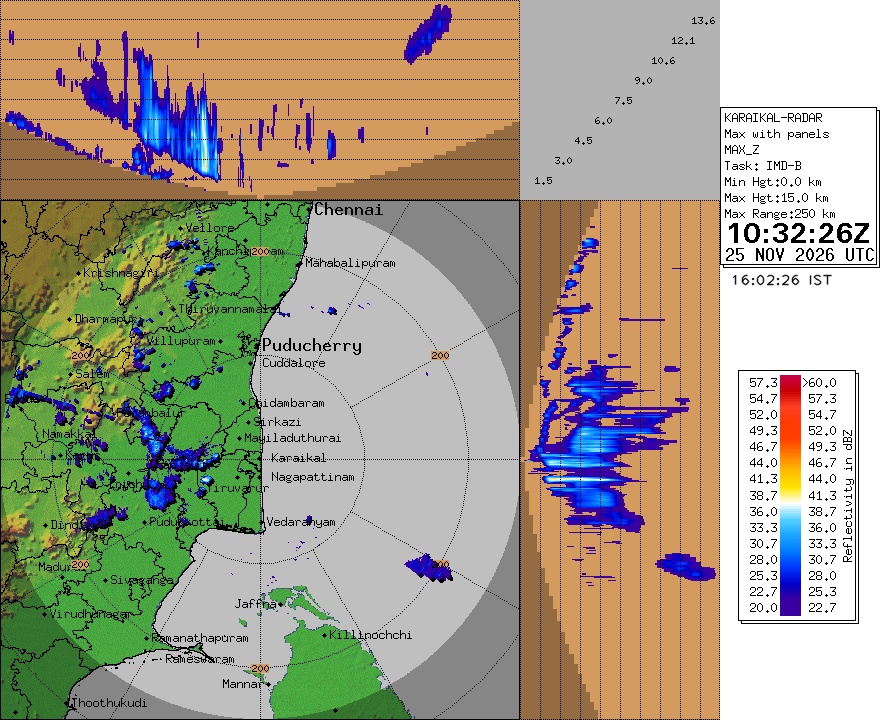 13.6
12.1
10.6
9.0
7.5
6.0
4.5
3.0
1.5
KARAIKAL-RADAR
Max with panels
MAX_Z
Task: IMD-B
Min Hgt:0.0 km
Max Hgt:15.0 km
Max Range:250 km
10:32:26Z
25 NOV 2026 UTC
16:02:26 IST
Chennai
Vellore
200
Mahabalipuram
Krishnagiri
Thiruvannamalai
Dharmapuri
Villupuram
Puducherry
200
200
Cuddalore
Salem
Chidambaram
Sirkazi
Namakkal
Mayiladuthurai
Karaikal
Nagapattinam
Tiruvarur
Pudukkottai
Vedaranyam
200
200
Sivaganga
Jaffna
Virudhunagar
Ramanathapuram
Killinochchi
Rameswaram
200
Mannar
Thoothukudi
57.3 >60.0
54.7 57.3
52.0 54.7
49.3 52.0
46.7 49.3
44.0 46.7
41.3 44.0
38.7 41.3
36.0 38.7
33.3 36.0
30.7 33.3
28.0 30.7
25.3 28.0
22.7 25.3
20.0 22.7
Reflectivity in dBZ